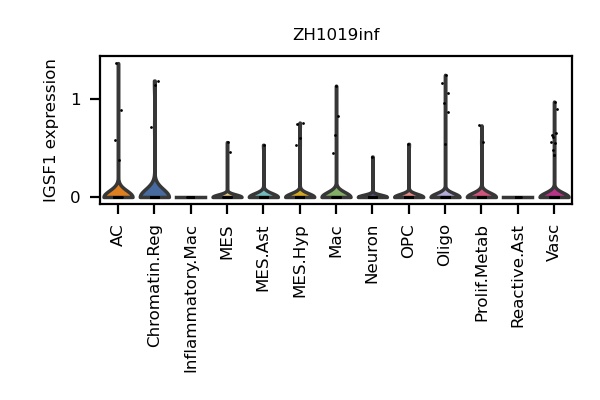 ZH1019inf
IGSF1 expression
1
0
AC
Chromatin.Reg
Inflammatory.Mac
MES
MES.Ast
MES.Hyp
Mac
Neuron
OPC
Oligo
Prolif.Metab
Reactive.Ast
Vasc